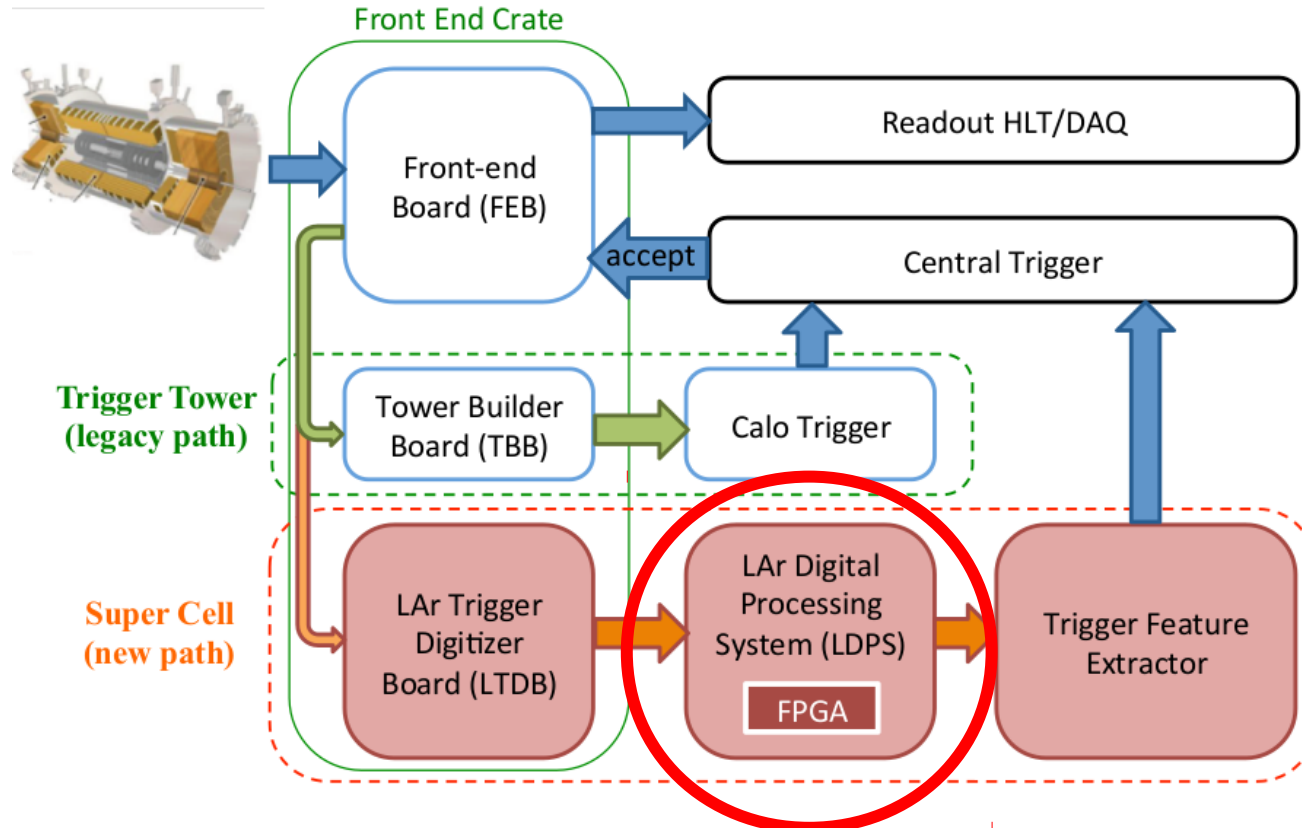 Front End Crate
Front-end
Board (FEB)
Readout HLT/DAQ
accept
Central Trigger
Trigger Tower
(legacy path)
Tower Builder
Board (TBB)
Calo Trigger
Super Cell
(new path)
LAr Trigger
Digitizer
Board (LTDB)
LAr Digital
Processing
System (LDPS)
FPGA
Trigger Feature
Extractor